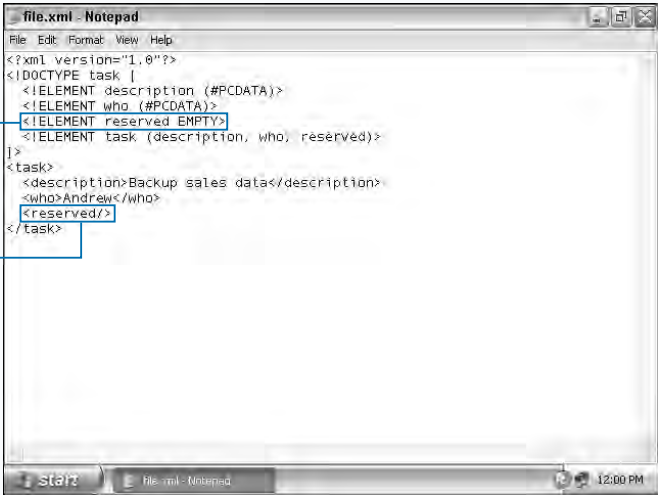 file.xml - Notepad
File Edit Format View Help
<?xml version="1.0"?>
<!DOCTYPE task [
<!ELEMENT description (#PCDATA)>
<!ELEMENT who (#PCDATA)>
<!ELEMENT reserved EMPTY>
<!ELEMENT task (description, who, reserved)>
]>
<task>
<description>Backup sales data</description>
<who>Andrew</who>
<reserved/>
</task>
start
file.xml - Notepad
12:00 PM